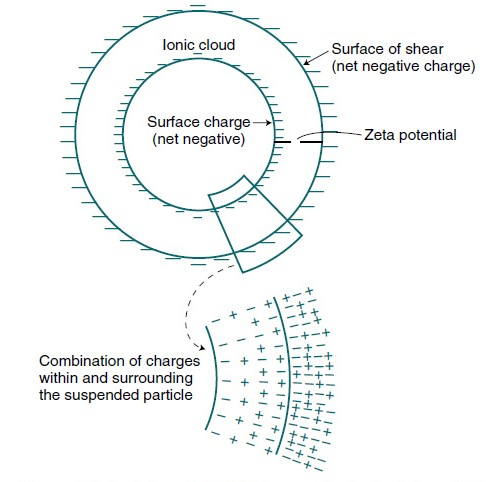 Ionic cloud
Surface of shear
(net negative charge)
Surface charge
(net negative)
Zeta potential
Combination of charges
within and surrounding
the suspended particle